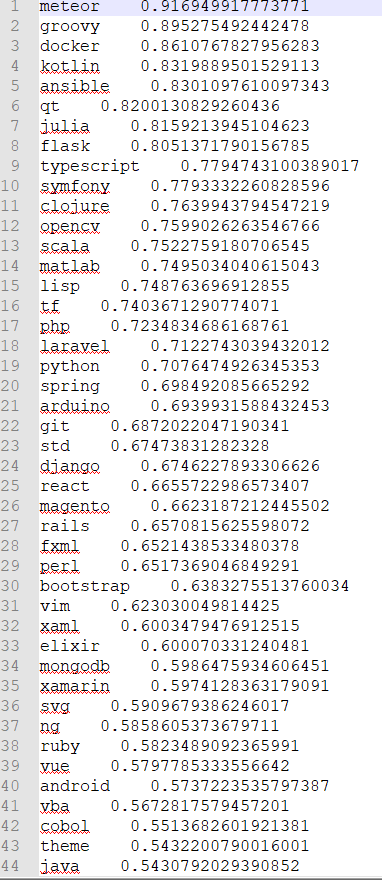 1 meteor 0.916949917773771
2 groovy 0.895275492442478
3 docker 0.8610767827956283
4 kotlin 0.8319889501529113
5 ansible 0.8301097610097343
6 qt 0.8200130829260436
7 julia 0.8159213945104623
8 flask 0.8051371790156785
9 typescript 0.7794743100389017
10 symfony 0.7793332260828596
11 clojure 0.7639943794547219
12 opencv 0.7599026263546766
13 scala 0.7522759180706545
14 matlab 0.7495034040615043
15 lisp 0.748763696912855
16 tf 0.7403671290774071
17 php 0.7234834686168761
18 laravel 0.7122743039432012
19 python 0.7076474926345353
20 spring 0.698492085665292
21 arduino 0.6939931588432453
22 git 0.6872022047190341
23 std 0.67473831282328
24 django 0.6746227893306626
25 react 0.6655722986573407
26 magento 0.6623187212445502
27 rails 0.6570815625598072
28 fxml 0.6521438533480378
29 perl 0.6517369046849291
30 bootstrap 0.6383275513760034
31 vim 0.623030049814425
32 xaml 0.6003479476912515
33 elixir 0.600070331240481
34 mongodb 0.5986475934606451
35 xamarin 0.5974128363179091
36 svg 0.5909679386246017
37 ng 0.5858605373679711
38 ruby 0.5823489092365991
39 vue 0.5797785333556642
40 android 0.5737223535797387
41 vba 0.5672817579457201
42 cobol 0.5513682601921381
43 theme 0.5432200790016001
44 java 0.5430792029390852